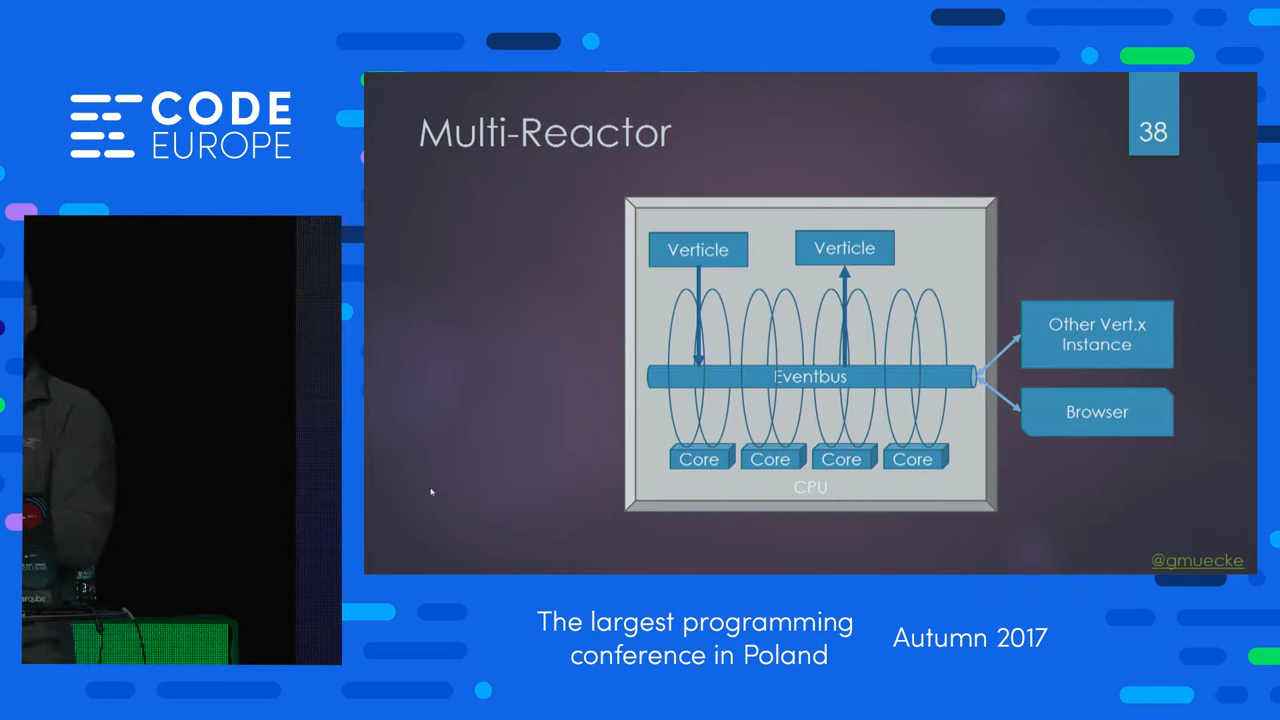 CODE
EUROPE
Multi-Reactor
38
Verticle
Verticle
Other Vert.x
Instance
Eventbus
Browser
Core
Core
Core
Core
CPU
@gmuecke
The largest programming
conference in Poland
Autumn 2017